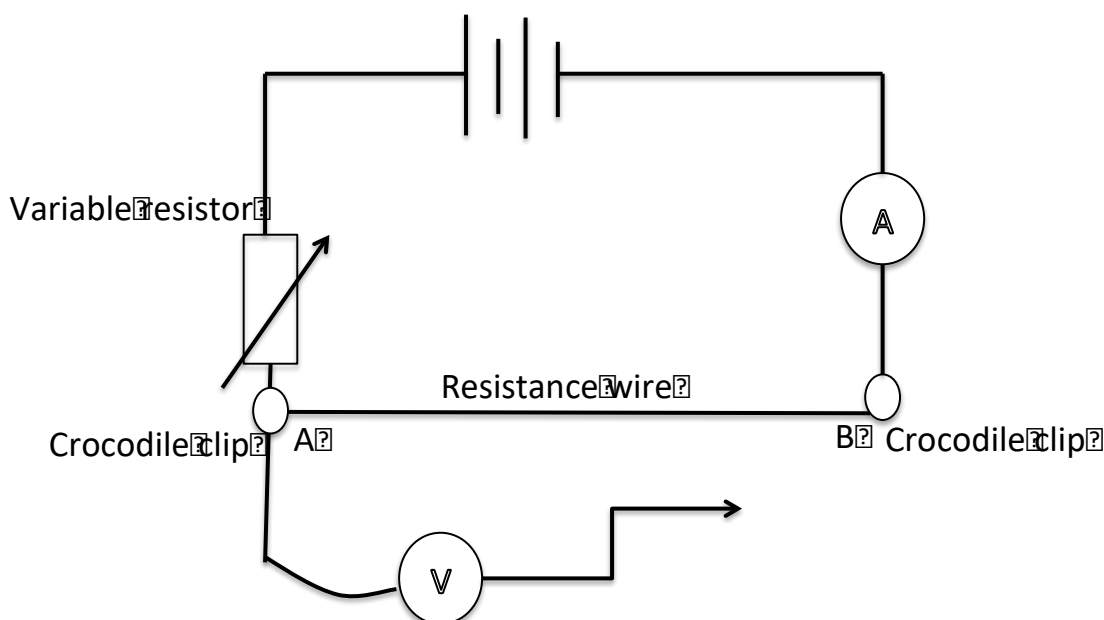 Variable resistor
A
Resistance wire
Crocodile clip
A
B
Crocodile clip
V